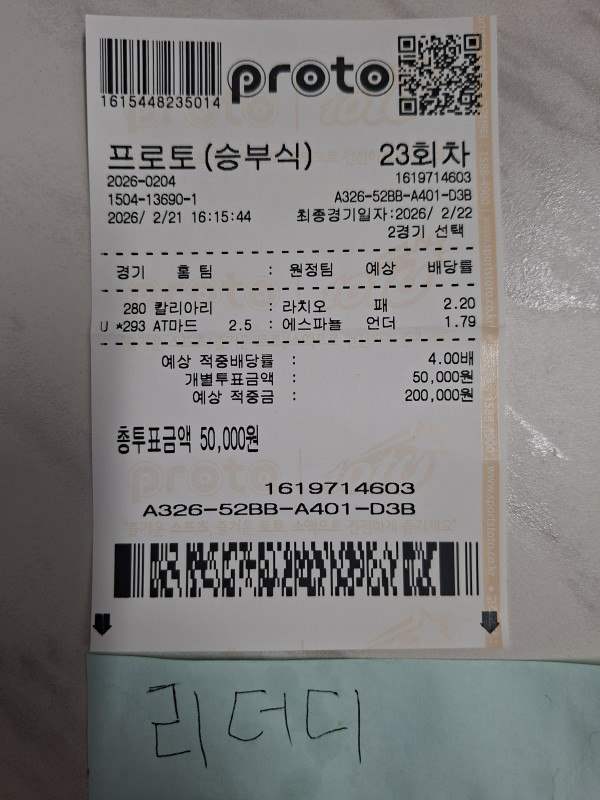 1615448235014
proto
프로토(승부식) 23회차
2026-0204 1619714603
1504-13690-1 A326-52BB-A401-D3B
2026/ 2/21 16:15:44 최종경기일자:2026/ 2/22
2경기 선택
경기 홈 팀 : 원정팀 예상 배당률
280 칼리아리 : 라치오 패 2.20
U *293 AT마드 2.5 : 에스파뇰 언더 1.79
예상 적중배당률 : 4.00배
개별투표금액 : 50,000원
예상 적중금 : 200,000원
총투표금액 50,000원
1619714603
A326-52BB-A401-D3B
proto
www.sportstoto.co.kr
리더디